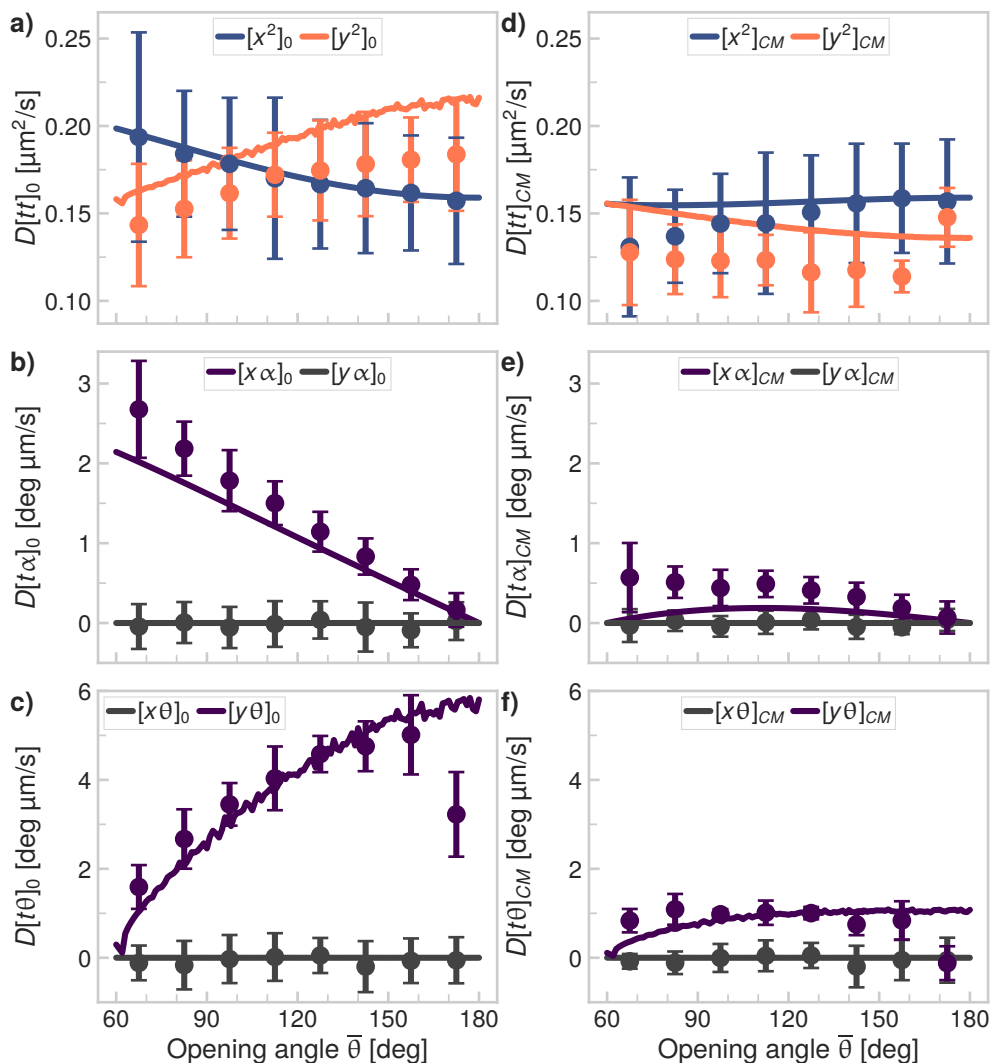 a)
[x²]₀ [y²]₀
0.25
0.20
0.15
0.10
D[tt]₀ [µm²/s]
d)
[x²]CM [y²]CM
0.25
0.20
0.15
0.10
D[tt]CM [µm²/s]
b)
[xα]₀ [yα]₀
3
2
1
0
D[tα]₀ [deg µm/s]
e)
[xα]CM [yα]CM
3
2
1
0
D[tα]CM [deg µm/s]
c)
[xθ]₀ [yθ]₀
6
4
2
0
D[tθ]₀ [deg µm/s]
60 90 120 150 180
Opening angle θ̅ [deg]
f)
[xθ]CM [yθ]CM
6
4
2
0
D[tθ]CM [deg µm/s]
60 90 120 150 180
Opening angle θ̅ [deg]